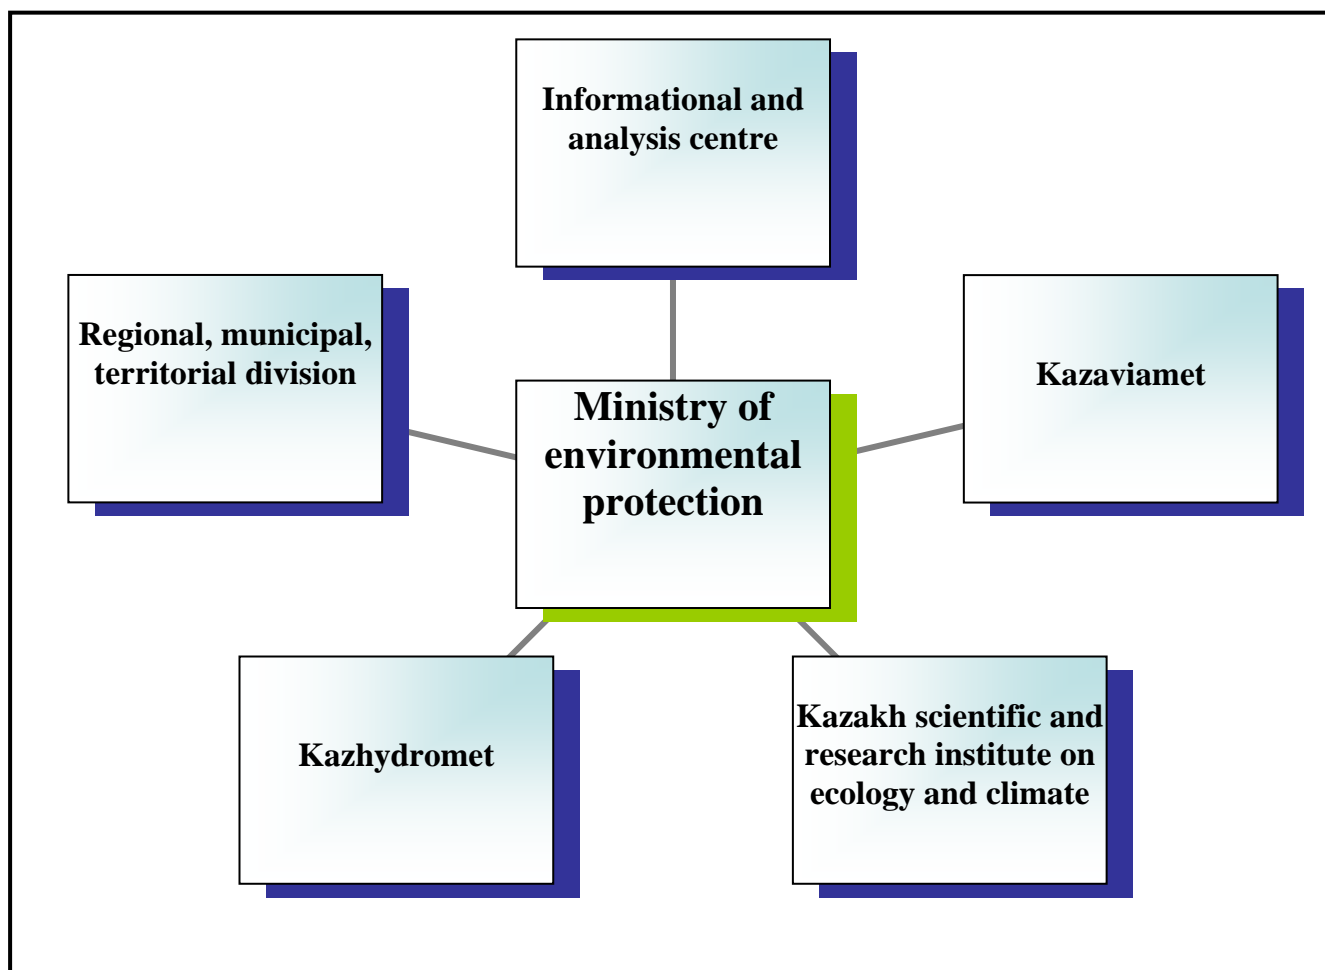 Informational and
analysis centre
Regional, municipal,
territorial division
Kazaviamet
Ministry of
environmental
protection
Kazhydromet
Kazakh scientific and
research institute on
ecology and climate